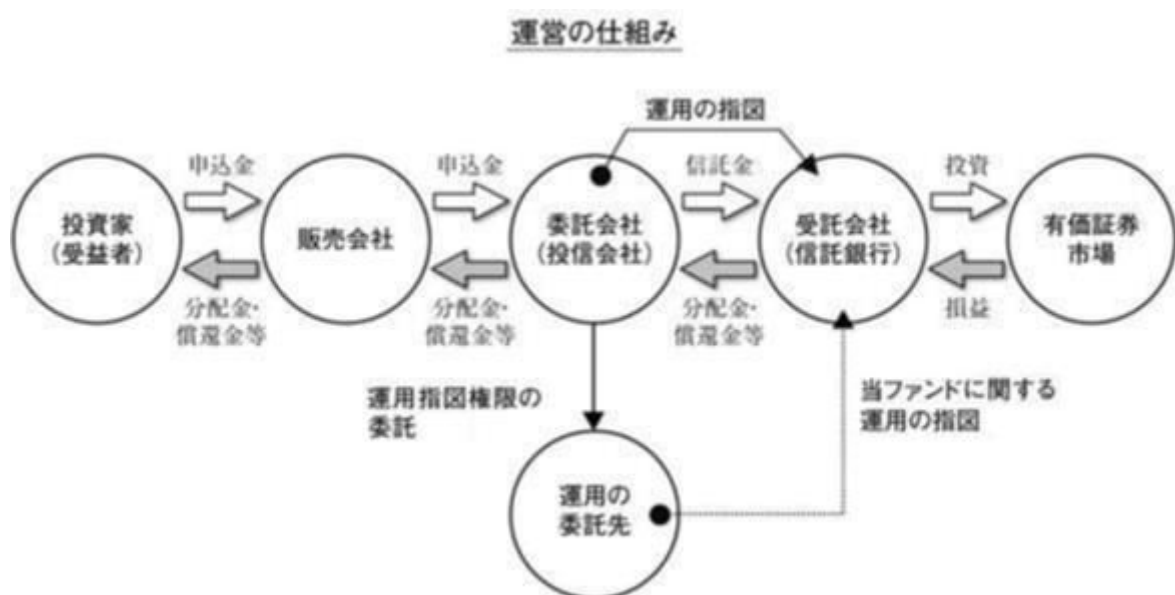 運営の仕組み
運用の指図
申込金
申込金
信託金
投資
投資家
(受益者)
販売会社
委託会社
(投信会社)
受託会社
(信託銀行)
有価証券
市場
分配金・
償還金等
分配金・
償還金等
分配金・
償還金等
損益
運用指図権限の
委託
当ファンドに関する
運用の指図
運用の
委託先